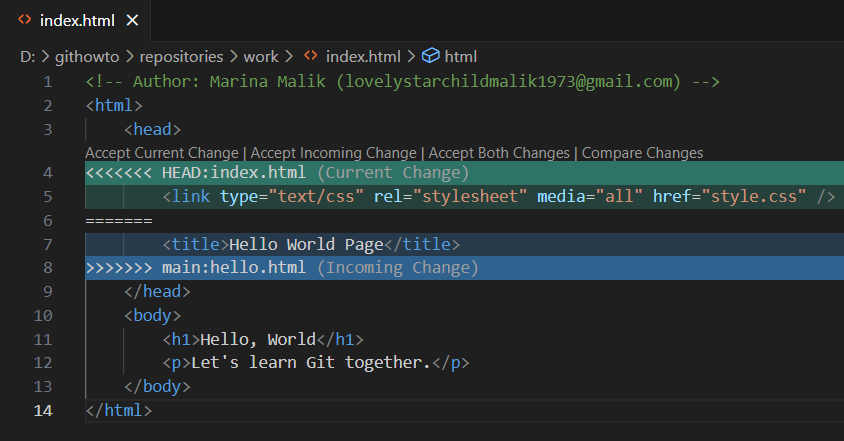 <> index.html ×
D: > githowto > repositories > work > <> index.html > html
1 <!-- Author: Marina Malik (lovelystarchildmalik1973@gmail.com) -->
2 <html>
3 <head>
Accept Current Change | Accept Incoming Change | Accept Both Changes | Compare Changes
4 <<<<<<< HEAD:index.html (Current Change)
5 <link type="text/css" rel="stylesheet" media="all" href="style.css" />
6 =======
7 <title>Hello World Page</title>
8 >>>>>>> main:hello.html (Incoming Change)
9 </head>
10 <body>
11 <h1>Hello, World</h1>
12 <p>Let's learn Git together.</p>
13 </body>
14 </html>